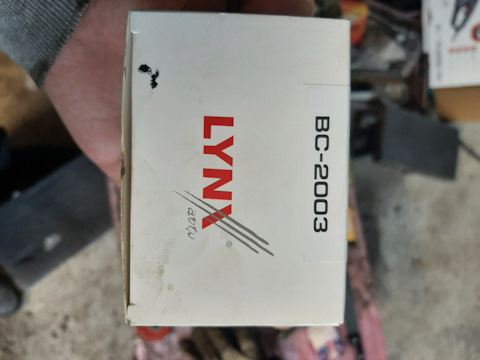 BC-2003
LYNX
auto
®